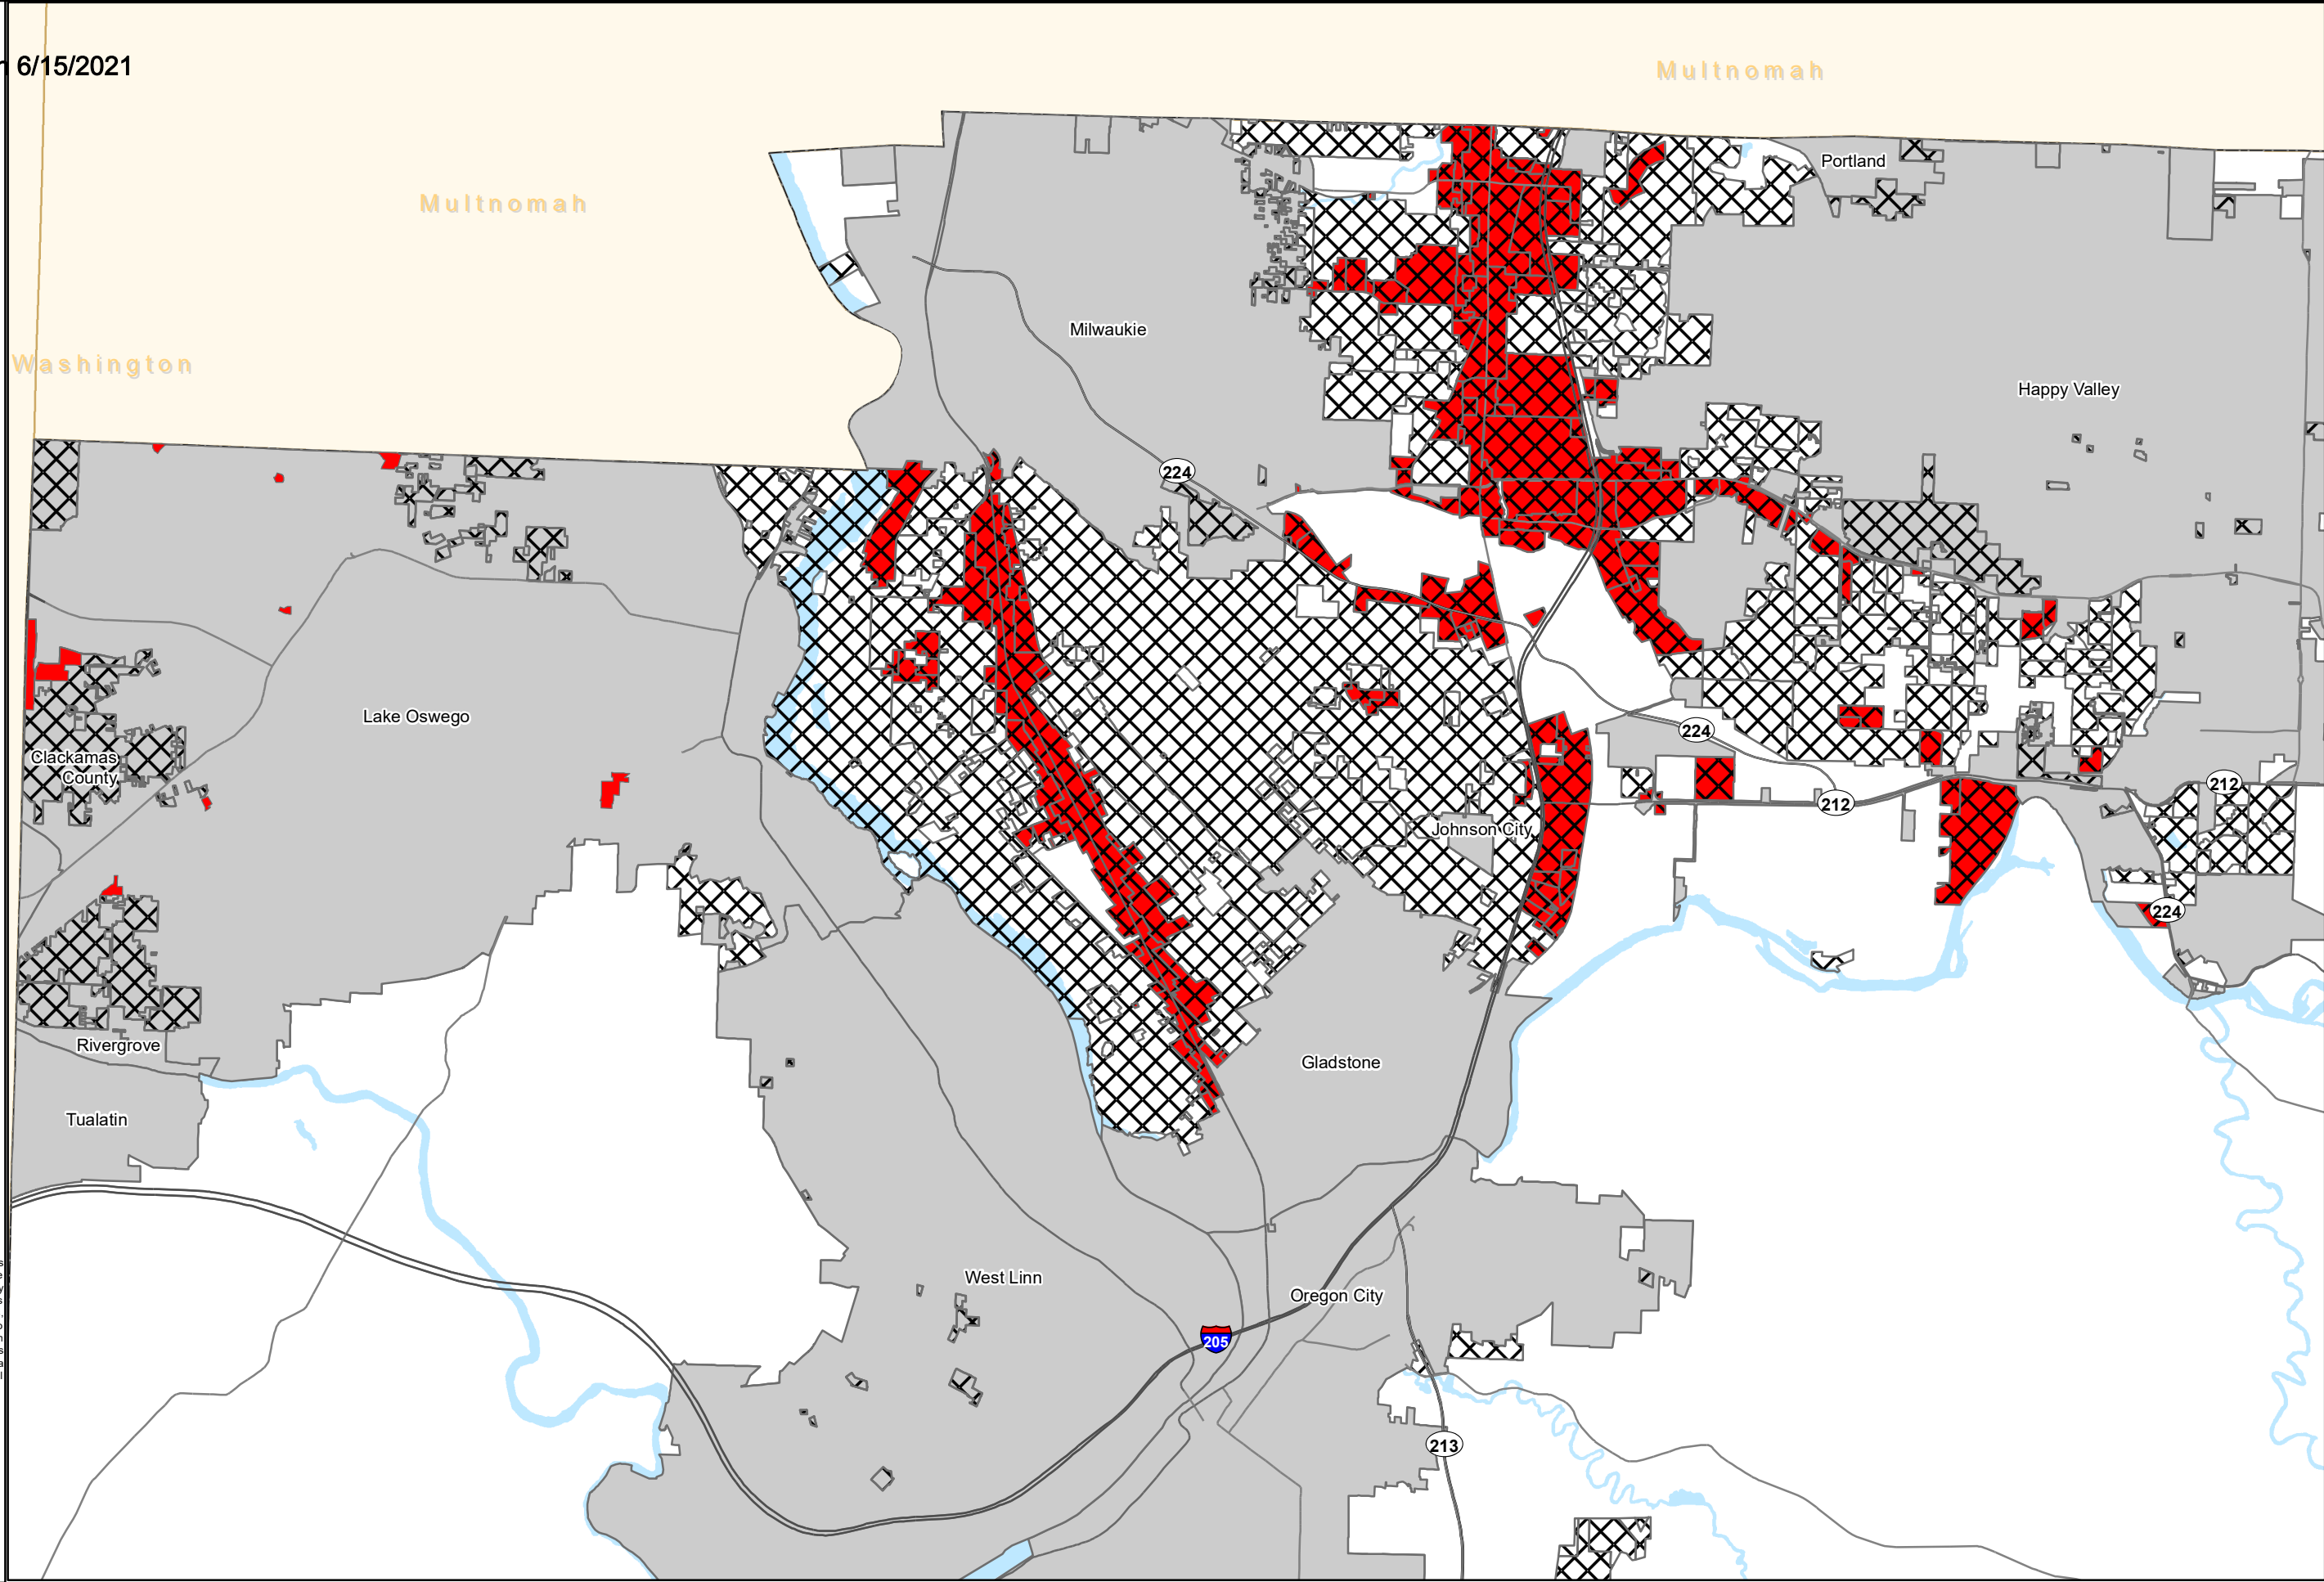 6/15/2021
Multnomah
Portland
Multnomah
Milwaukie
Washington
Happy Valley
224
Lake Oswego
224
Clackamas
County
212
212
Johnson City
224
Rivergrove
Gladstone
Tualatin
West Linn
Oregon City
205
213